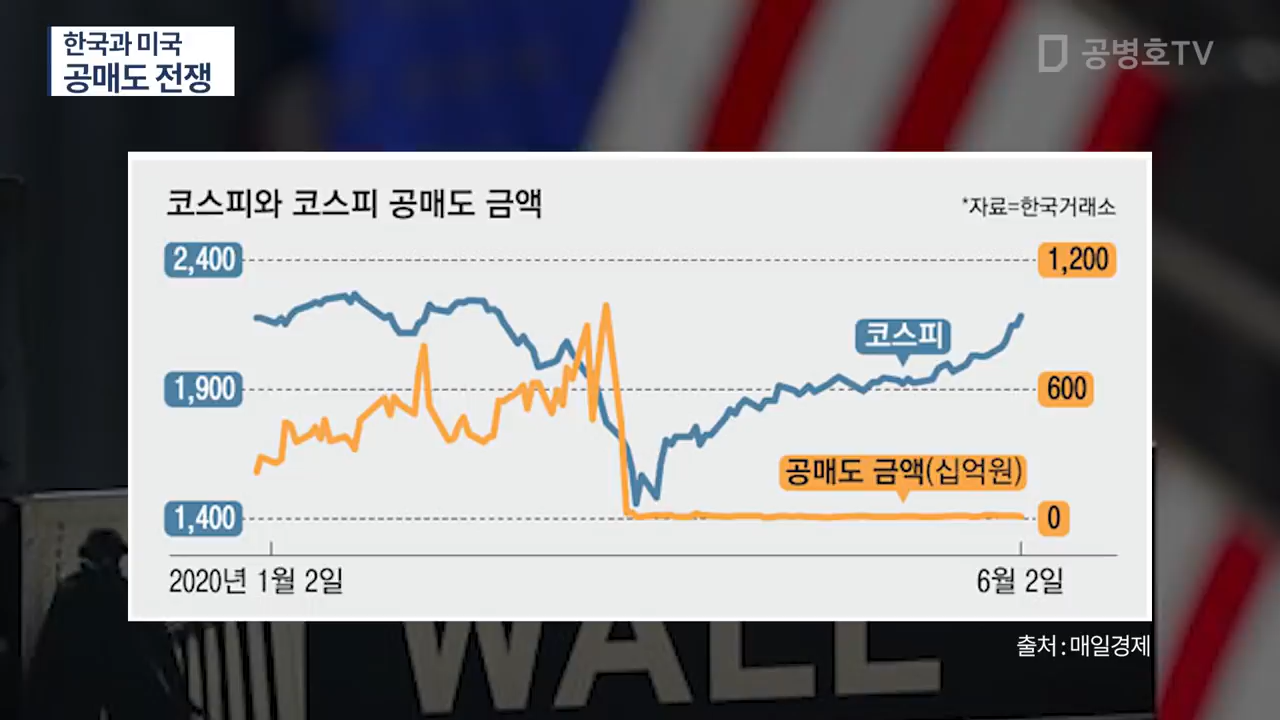 한국과 미국
공매도 전쟁
공병호TV
코스피와 코스피 공매도 금액
*자료=한국거래소
2,400
1,200
코스피
1,900
600
공매도 금액(십억원)
1,400
0
2020년 1월 2일
6월 2일
출처 : 매일경제
WALL